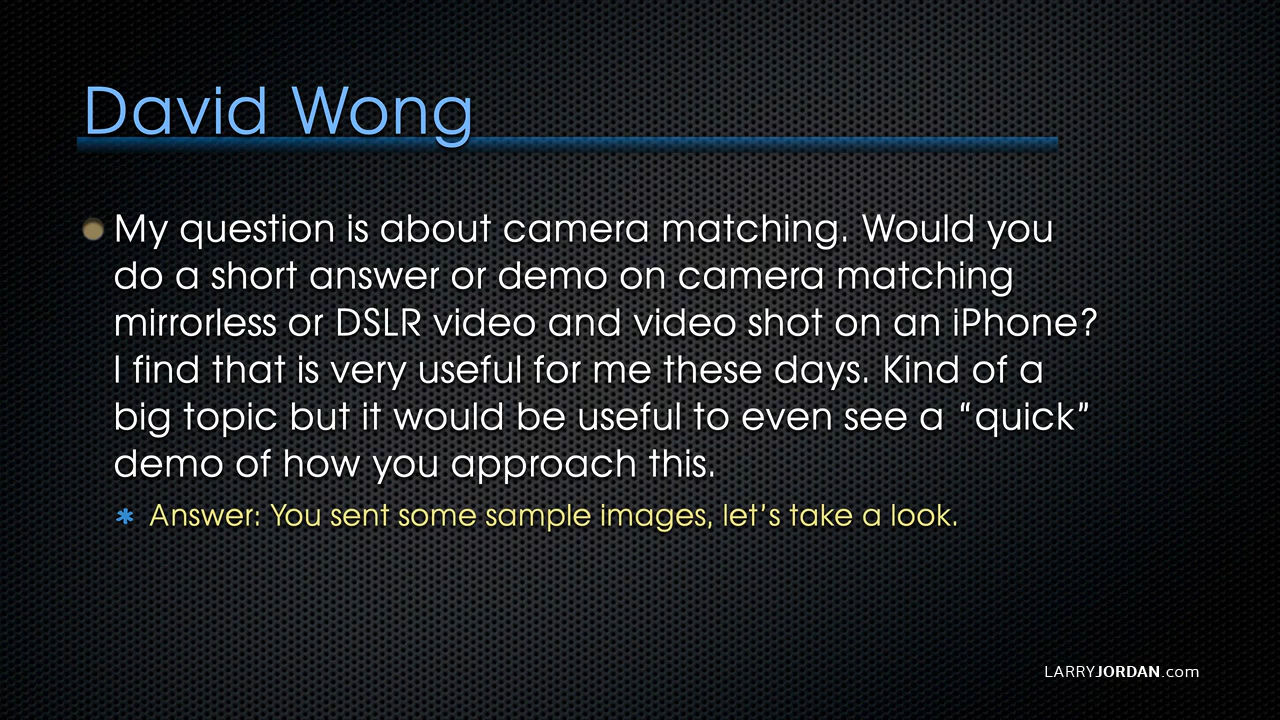 David Wong
My question is about camera matching. Would you
do a short answer or demo on camera matching
mirrorless or DSLR video and video shot on an iPhone?
I find that is very useful for me these days. Kind of a
big topic but it would be useful to even see a “quick”
demo of how you approach this.
Answer: You sent some sample images, let’s take a look.
LARRYJORDAN.com